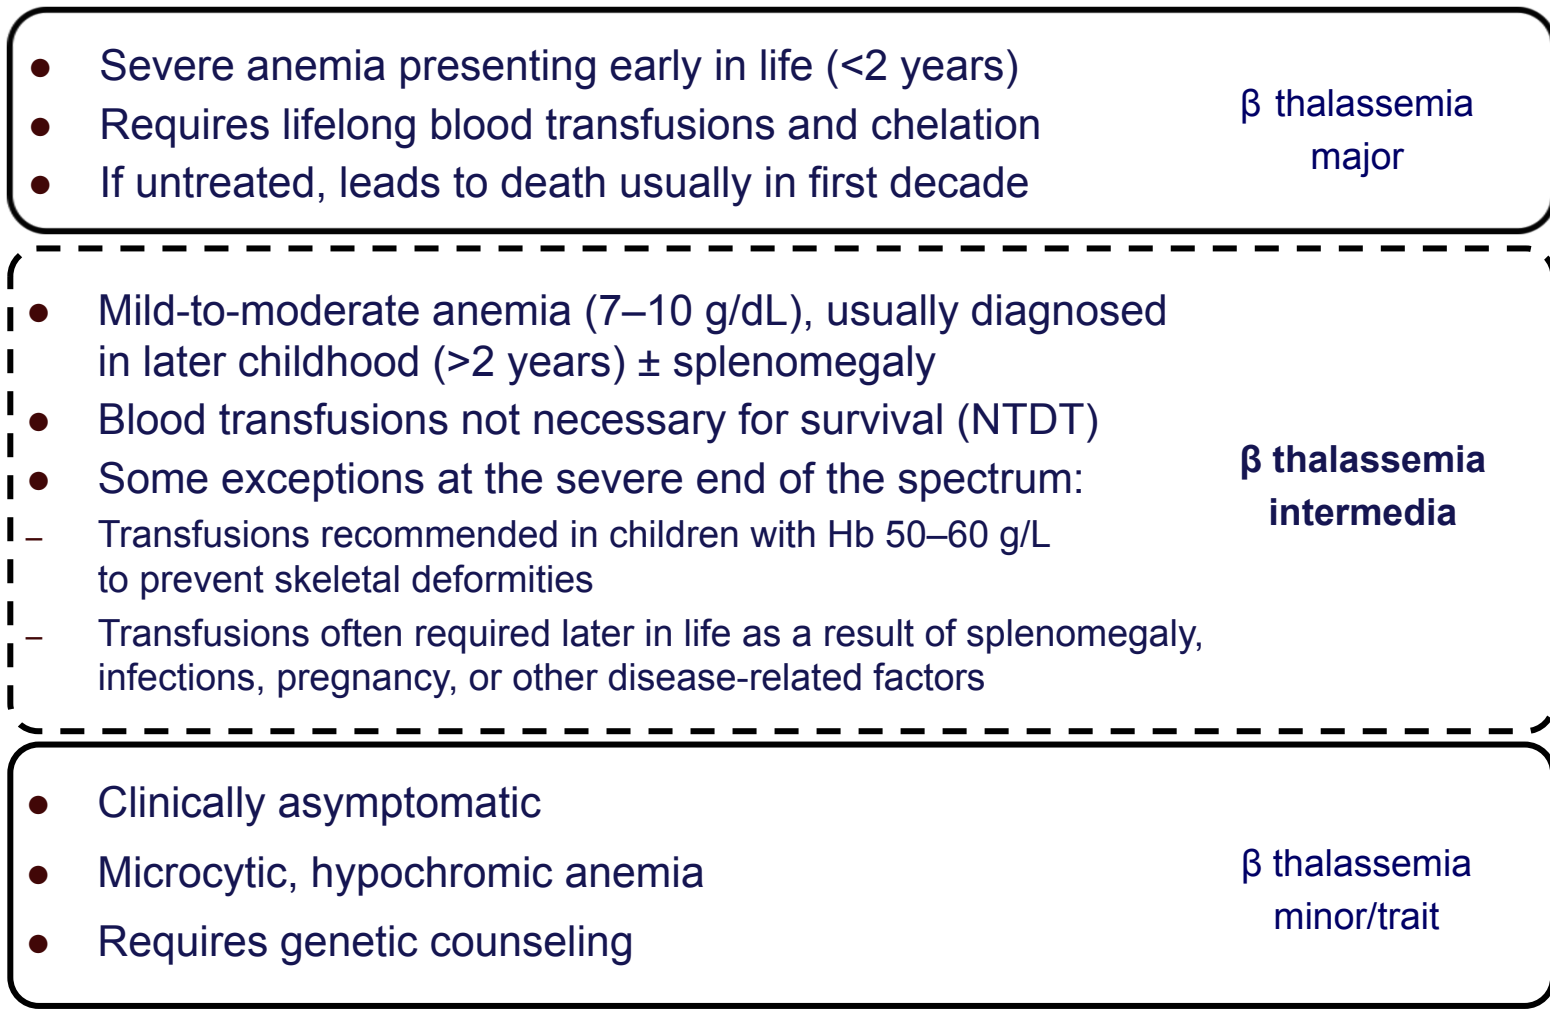 ● Severe anemia presenting early in life (<2 years)
● Requires lifelong blood transfusions and chelation
● If untreated, leads to death usually in first decade
β thalassemia
major
● Mild-to-moderate anemia (7–10 g/dL), usually diagnosed
in later childhood (>2 years) ± splenomegaly
● Blood transfusions not necessary for survival (NTDT)
● Some exceptions at the severe end of the spectrum:
– Transfusions recommended in children with Hb 50–60 g/L
to prevent skeletal deformities
– Transfusions often required later in life as a result of splenomegaly,
infections, pregnancy, or other disease-related factors
β thalassemia
intermedia
● Clinically asymptomatic
● Microcytic, hypochromic anemia
● Requires genetic counseling
β thalassemia
minor/trait